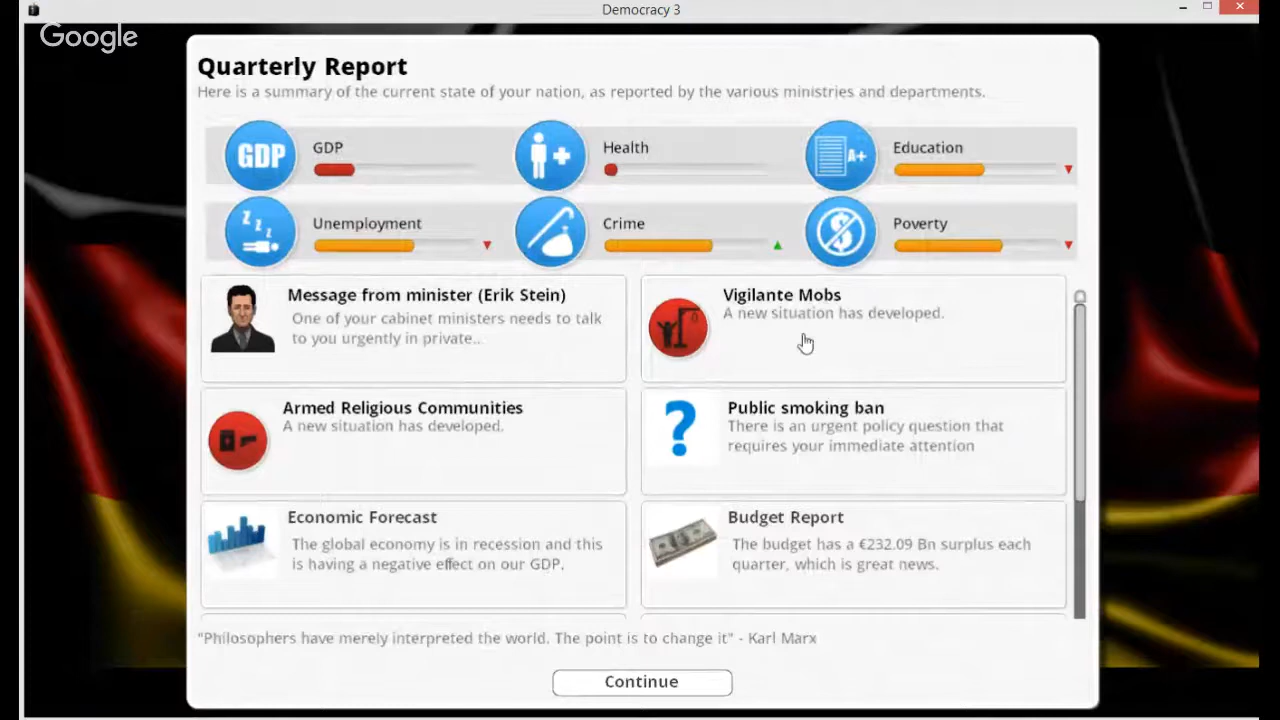 Democracy 3
Google
Quarterly Report
Here is a summary of the current state of your nation, as reported by the various ministries and departments.
GDP
GDP
Health
Education
A+
Unemployment
Z Z Z
Crime
Poverty
$
Message from minister (Erik Stein)
One of your cabinet ministers needs to talk
to you urgently in private..
Vigilante Mobs
A new situation has developed.
Armed Religious Communities
A new situation has developed.
Public smoking ban
There is an urgent policy question that
requires your immediate attention
?
Economic Forecast
The global economy is in recession and this
is having a negative effect on our GDP.
Budget Report
The budget has a €232.09 Bn surplus each
quarter, which is great news.
"Philosophers have merely interpreted the world. The point is to change it" - Karl Marx
Continue